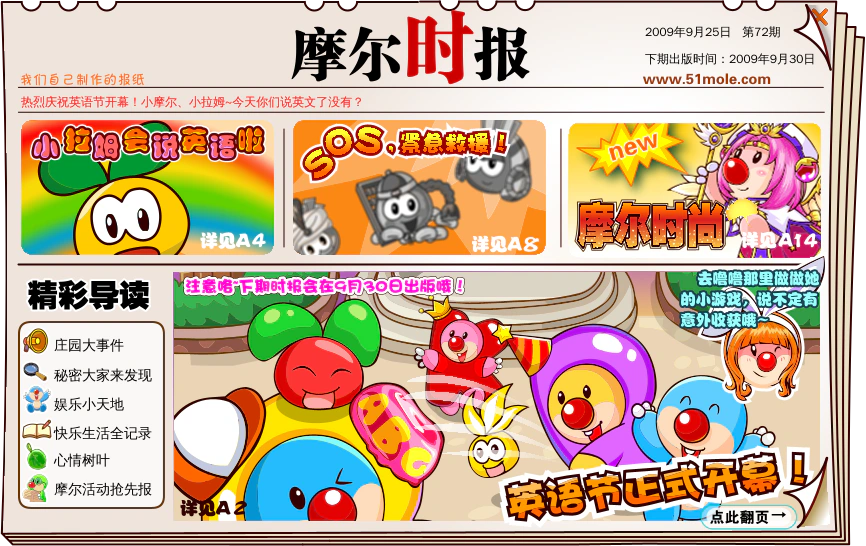 摩尔时报
2009年9月25日 第72期
下期出版时间：2009年9月30日
www.51mole.com
我们自己制作的报纸
热烈庆祝英语节开幕！小摩尔、小拉姆~今天你们说英文了没有？
小拉姆会说英语啦
详见A4
SOS，紧急救援！
详见A8
new
摩尔时尚
详见A14
精彩导读
庄园大事件
秘密大家来发现
娱乐小天地
快乐生活全记录
心情树叶
摩尔活动抢先报
注意咯~下期时报会在9月30日出版哦！
去噜噜那里做做她
的小游戏，说不定有
意外收获哦~
ABC
英语节正式开幕！
详见A2
点此翻页→